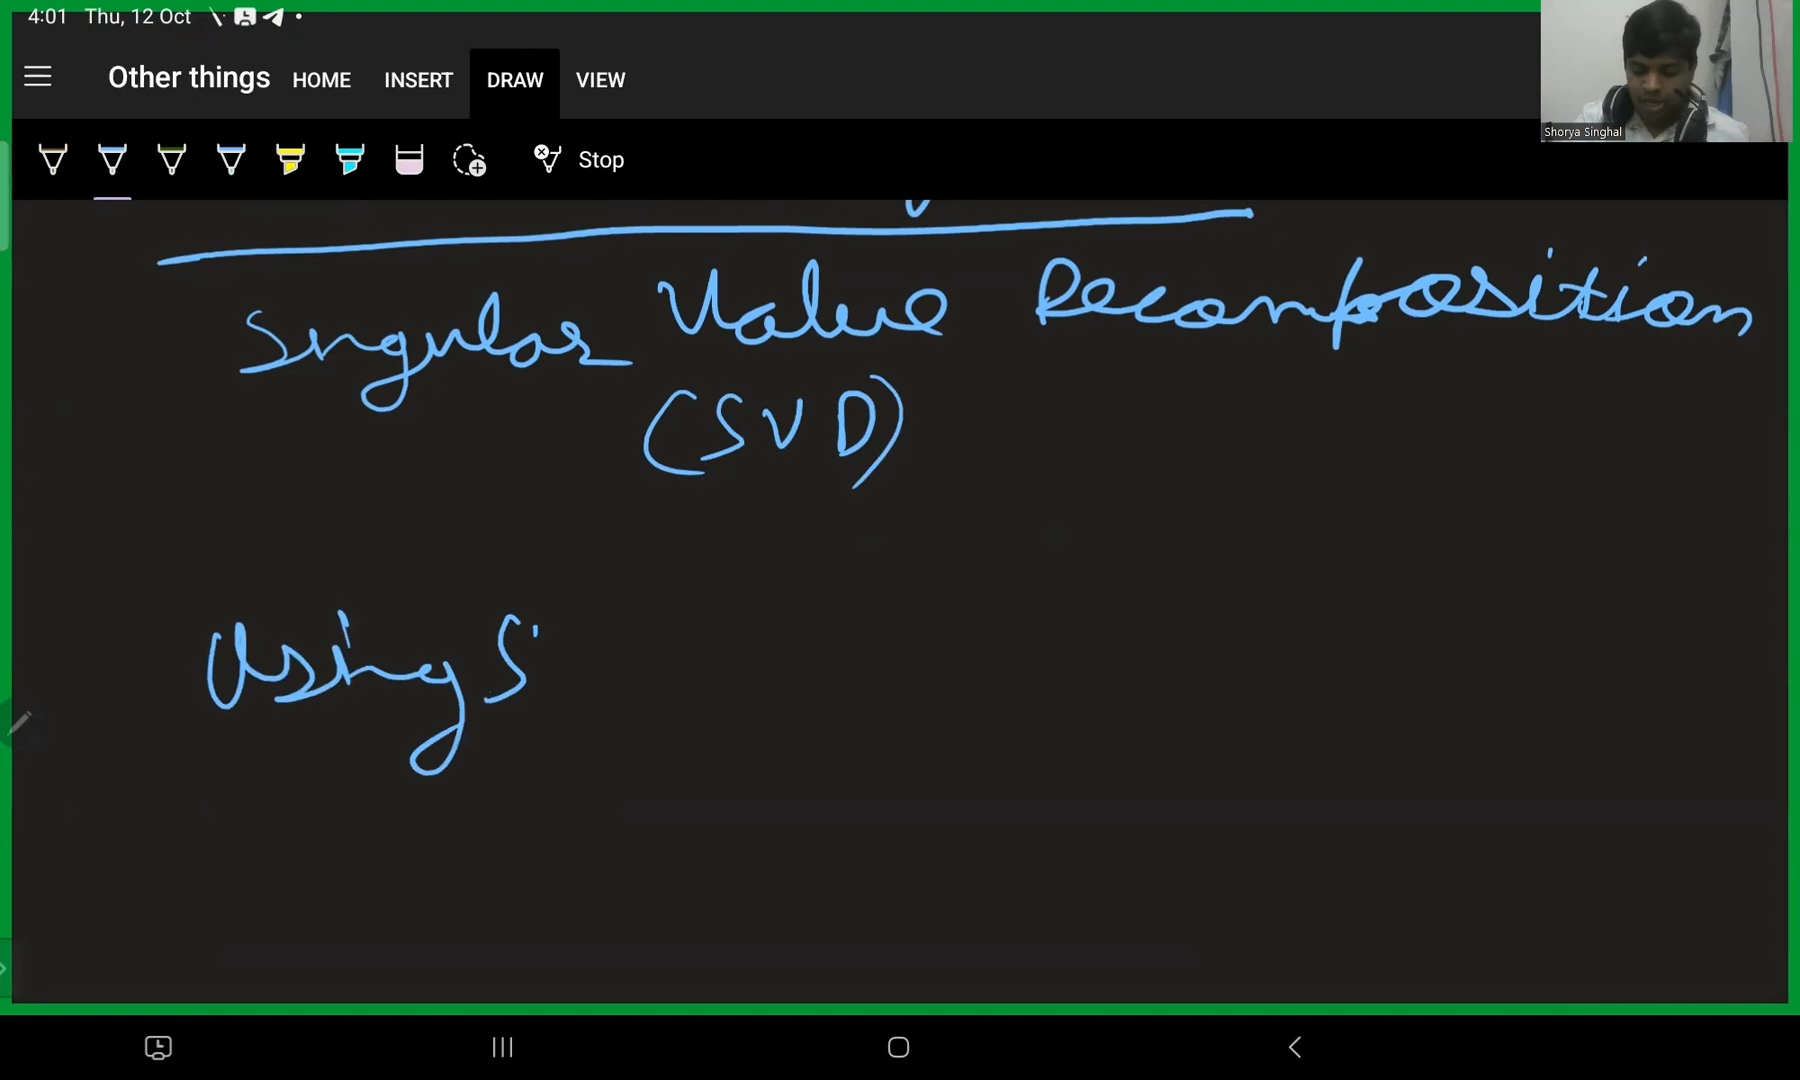 4:01 Thu, 12 Oct
Shorya Singhal
Other things HOME INSERT DRAW VIEW
Stop
Singular Value Decomposition
(SVD)
Using S